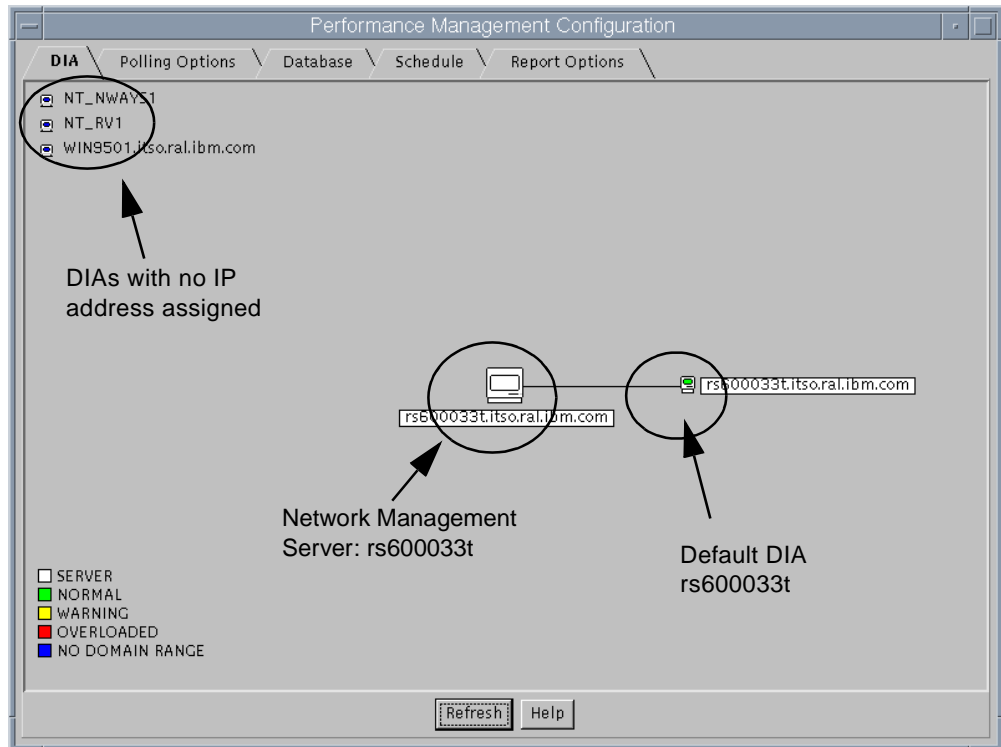 Performance Management Configuration
DIA Polling Options Database Schedule Report Options
NT_NWAYS1
NT_RV1
WIN9501.itso.ral.ibm.com
DIAs with no IP
address assigned
rs600033t.itso.ral.ibm.com
rs600033t.itso.ral.ibm.com
Network Management
Server: rs600033t
Default DIA
rs600033t
SERVER
NORMAL
WARNING
OVERLOADED
NO DOMAIN RANGE
Refresh Help